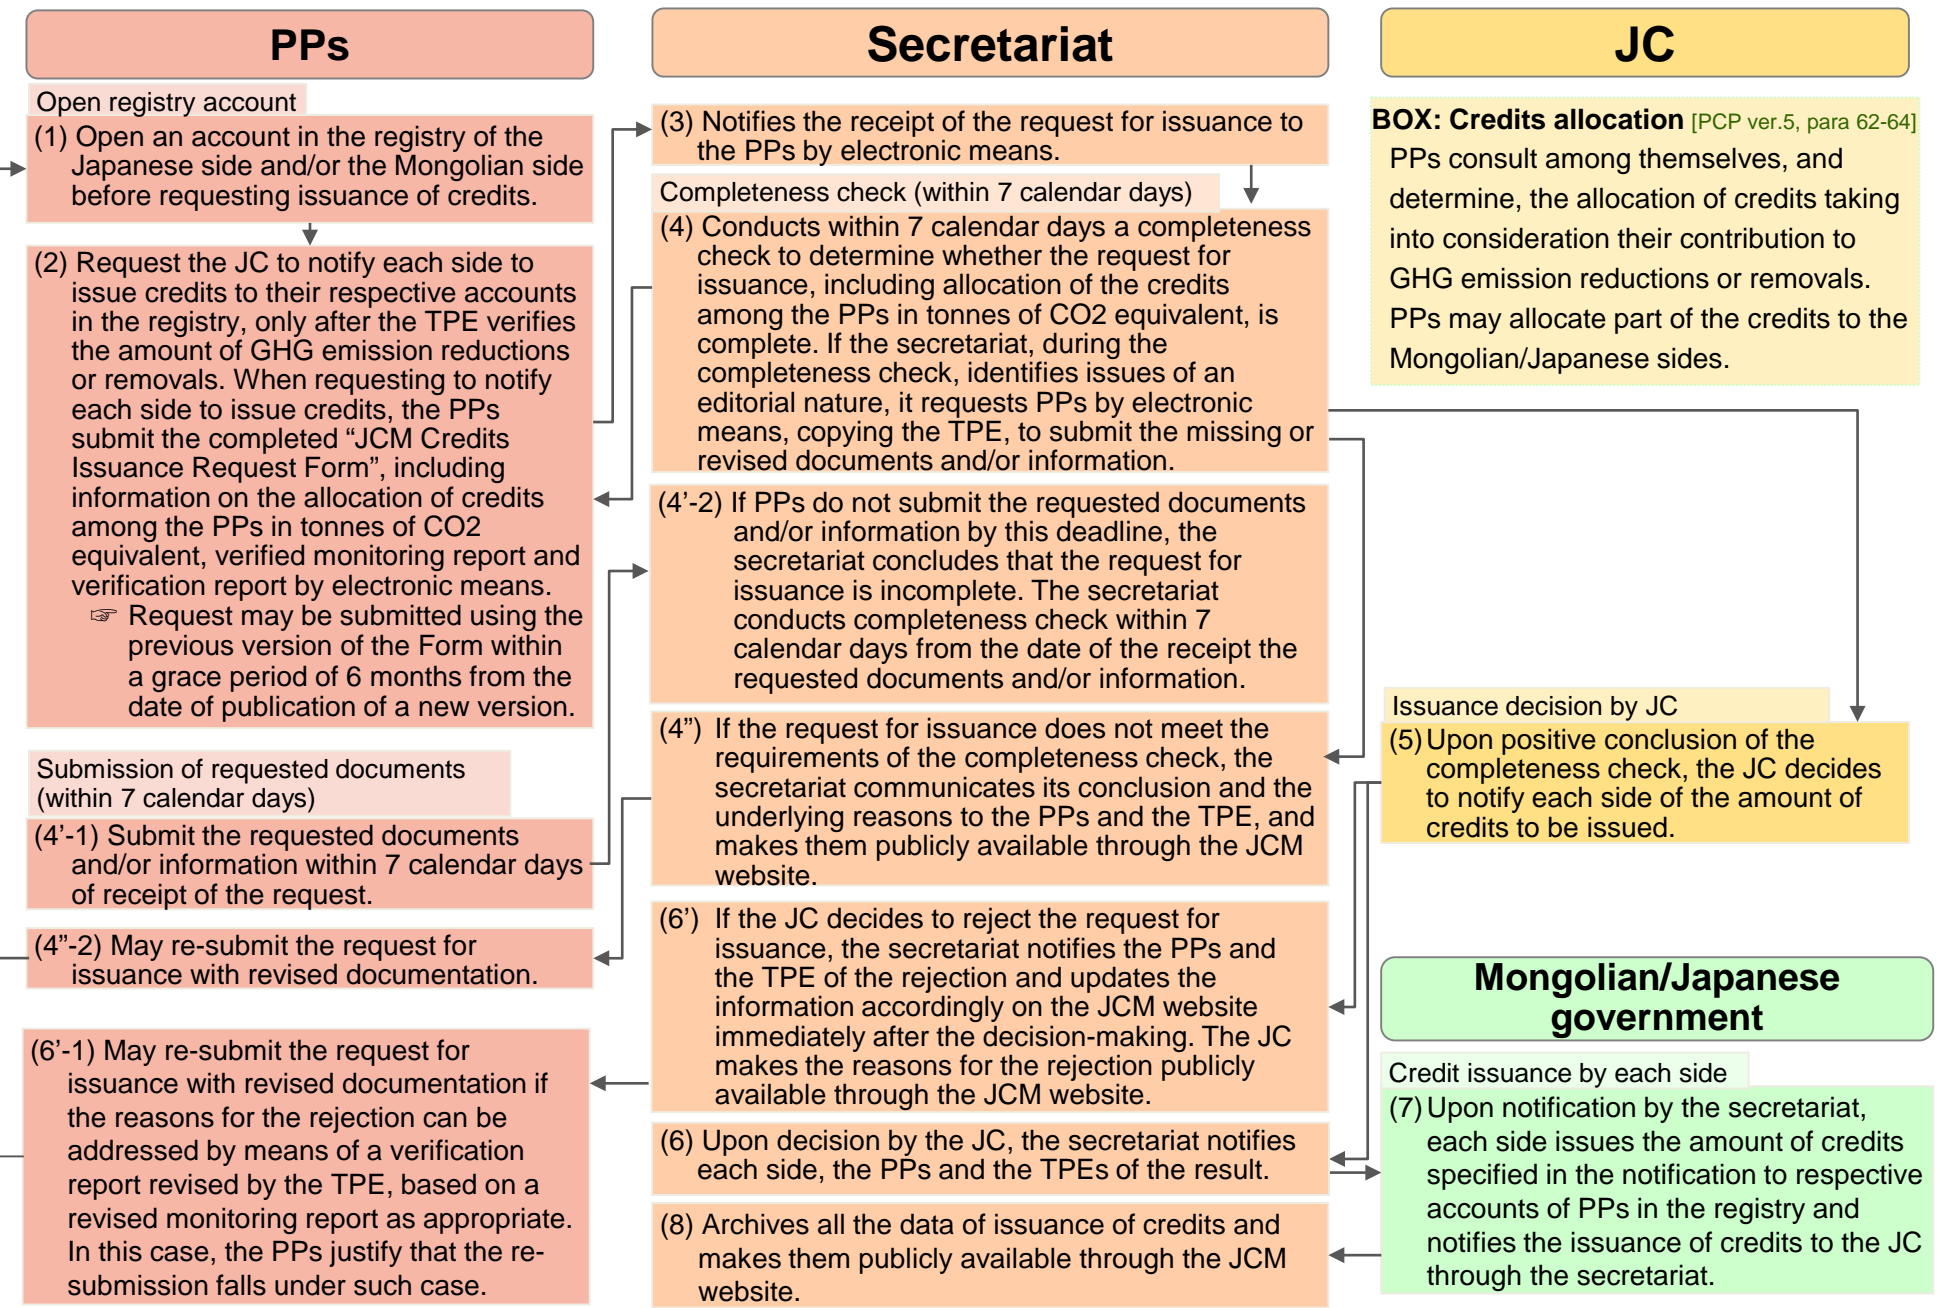 PPs
Open registry account
(1) Open an account in the registry of the
Japanese side and/or the Mongolian side
before requesting issuance of credits.
(2) Request the JC to notify each side to
issue credits to their respective accounts
in the registry, only after the TPE verifies
the amount of GHG emission reductions
or removals. When requesting to notify
each side to issue credits, the PPs
submit the completed “JCM Credits
Issuance Request Form”, including
information on the allocation of credits
among the PPs in tonnes of CO2
equivalent, verified monitoring report and
verification report by electronic means.
☞ Request may be submitted using the
previous version of the Form within
a grace period of 6 months from the
date of publication of a new version.
Submission of requested documents
(within 7 calendar days)
(4’-1) Submit the requested documents
and/or information within 7 calendar days
of receipt of the request.
(4”-2) May re-submit the request for
issuance with revised documentation.
(6’-1) May re-submit the request for
issuance with revised documentation if
the reasons for the rejection can be
addressed by means of a verification
report revised by the TPE, based on a
revised monitoring report as appropriate.
In this case, the PPs justify that the re-
submission falls under such case.
Secretariat
(3) Notifies the receipt of the request for issuance to
the PPs by electronic means.
Completeness check (within 7 calendar days)
(4) Conducts within 7 calendar days a completeness
check to determine whether the request for
issuance, including allocation of the credits
among the PPs in tonnes of CO2 equivalent, is
complete. If the secretariat, during the
completeness check, identifies issues of an
editorial nature, it requests PPs by electronic
means, copying the TPE, to submit the missing or
revised documents and/or information.
(4’-2) If PPs do not submit the requested documents
and/or information by this deadline, the
secretariat concludes that the request for
issuance is incomplete. The secretariat
conducts completeness check within 7
calendar days from the date of the receipt the
requested documents and/or information.
(4”) If the request for issuance does not meet the
requirements of the completeness check, the
secretariat communicates its conclusion and the
underlying reasons to the PPs and the TPE, and
makes them publicly available through the JCM
website.
(6’) If the JC decides to reject the request for
issuance, the secretariat notifies the PPs and
the TPE of the rejection and updates the
information accordingly on the JCM website
immediately after the decision-making. The JC
makes the reasons for the rejection publicly
available through the JCM website.
(6) Upon decision by the JC, the secretariat notifies
each side, the PPs and the TPEs of the result.
(8) Archives all the data of issuance of credits and
makes them publicly available through the JCM
website.
JC
BOX: Credits allocation [PCP ver.5, para 62-64]
PPs consult among themselves, and
determine, the allocation of credits taking
into consideration their contribution to
GHG emission reductions or removals.
PPs may allocate part of the credits to the
Mongolian/Japanese sides.
Issuance decision by JC
(5) Upon positive conclusion of the
completeness check, the JC decides
to notify each side of the amount of
credits to be issued.
Mongolian/Japanese
government
Credit issuance by each side
(7) Upon notification by the secretariat,
each side issues the amount of credits
specified in the notification to respective
accounts of PPs in the registry and
notifies the issuance of credits to the JC
through the secretariat.